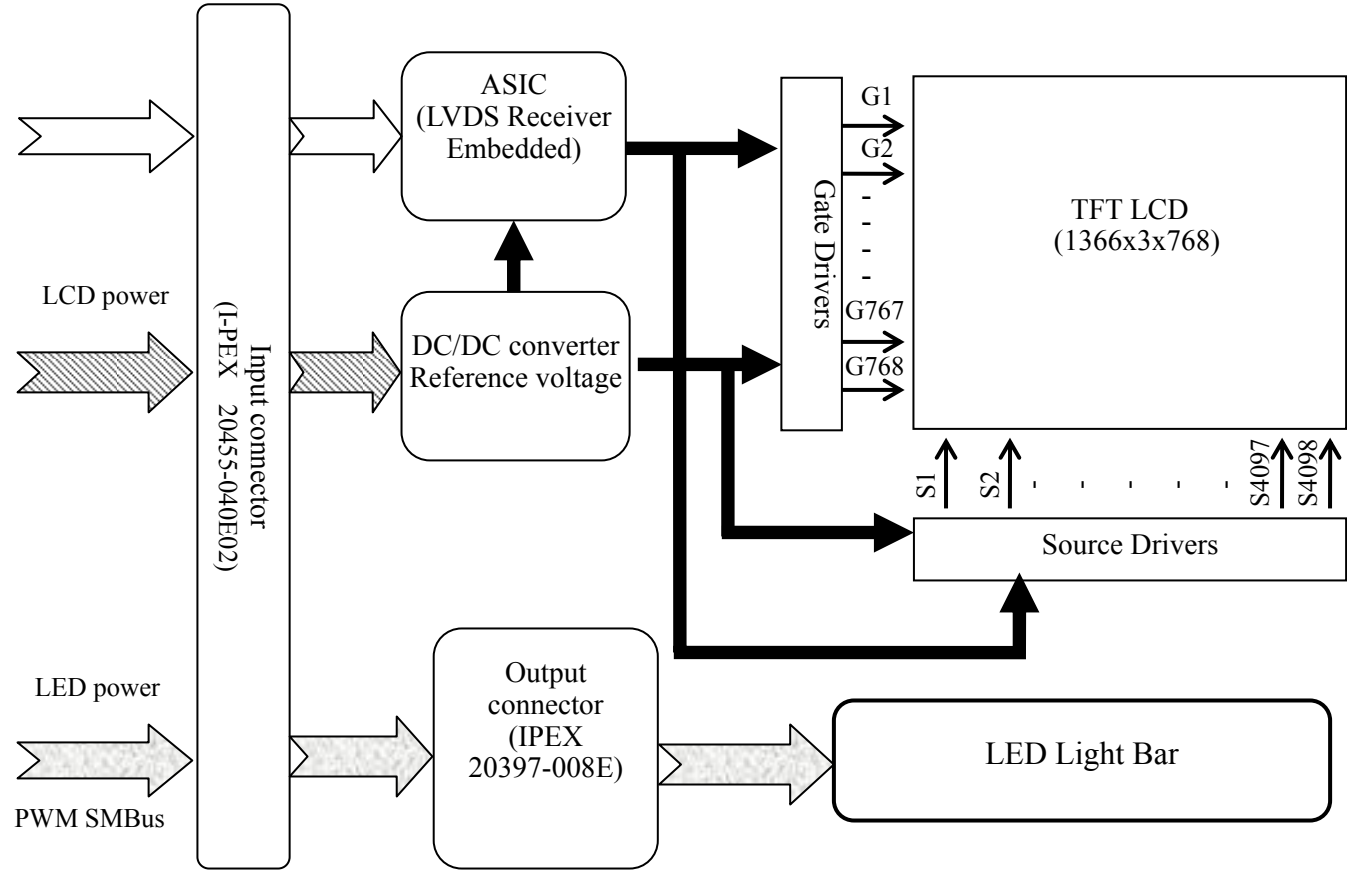 ASIC
(LVDS Receiver
Embedded)
LCD power
DC/DC converter
Reference voltage
Input connector
(I-PEX 20455-040E02)
Gate Drivers
G1
G2
-
-
-
-
G767
G768
TFT LCD
(1366x3x768)
S1
S2
- - - - -
S4097
S4098
Source Drivers
LED power
PWM SMBus
Output
connector
(IPEX
20397-008E)
LED Light Bar